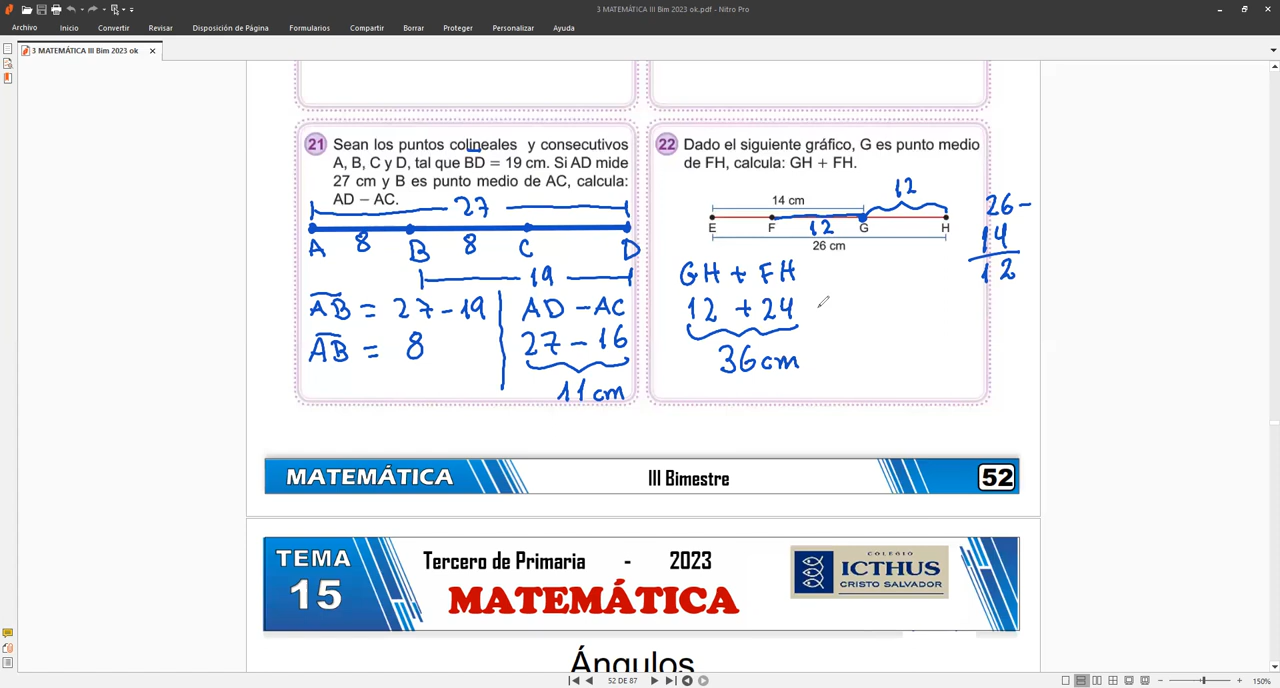 3 MATEMÁTICA III Bim 2023 ok.pdf - Nitro Pro
Archivo Inicio Convertir Revisar Disposición de Página Formularios Compartir Borrar Proteger Personalizar Ayuda
3 MATEMÁTICA III Bim 2023 ok
21 Sean los puntos colineales y consecutivos
A, B, C y D, tal que BD = 19 cm. Si AD mide
27 cm y B es punto medio de AC, calcula:
AD – AC.
27
A 8 B 8 C D
19
AB = 27 - 19
AB = 8
AD - AC
27 - 16
11 cm
22 Dado el siguiente gráfico, G es punto medio
de FH, calcula: GH + FH.
12
14 cm
E F 12 G H
26 cm
26 -
14
12
GH + FH
12 + 24
36 cm
MATEMÁTICA III Bimestre 52
TEMA
15
Tercero de Primaria - 2023
MATEMÁTICA
COLEGIO
ICTHUS
CRISTO SALVADOR
Ángulos
52 DE 87
150%